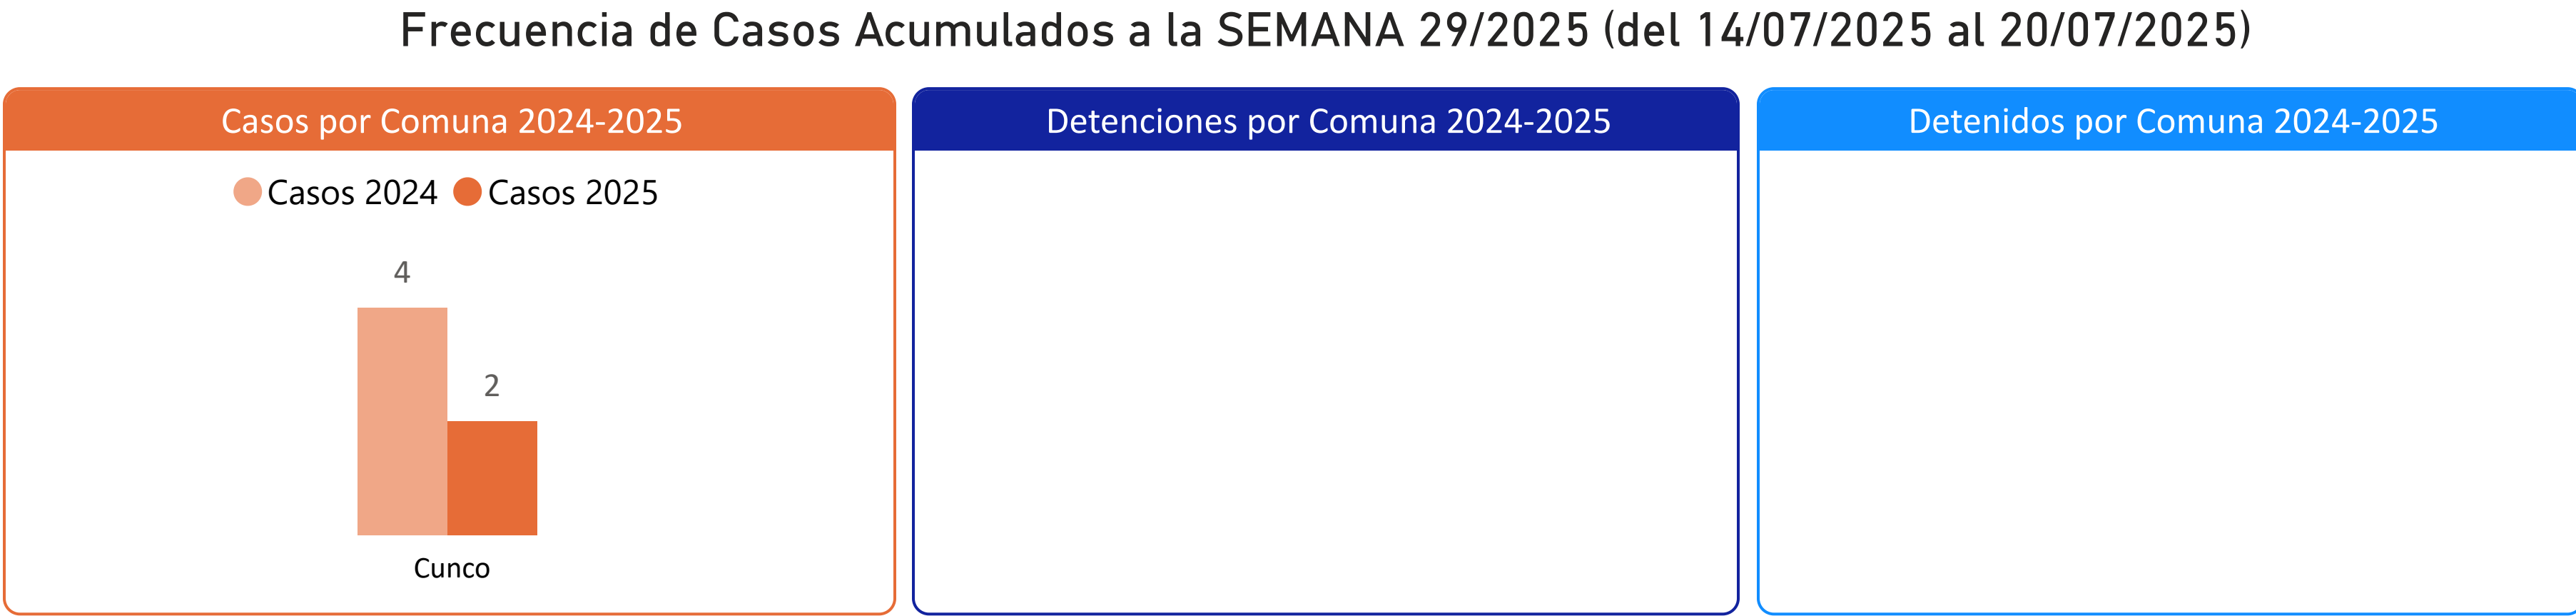 Frecuencia de Casos Acumulados a la SEMANA 29/2025 (del 14/07/2025 al 20/07/2025)
Casos por Comuna 2024-2025
Casos 2024 Casos 2025
4
2
Cunco
Detenciones por Comuna 2024-2025
Detenidos por Comuna 2024-2025